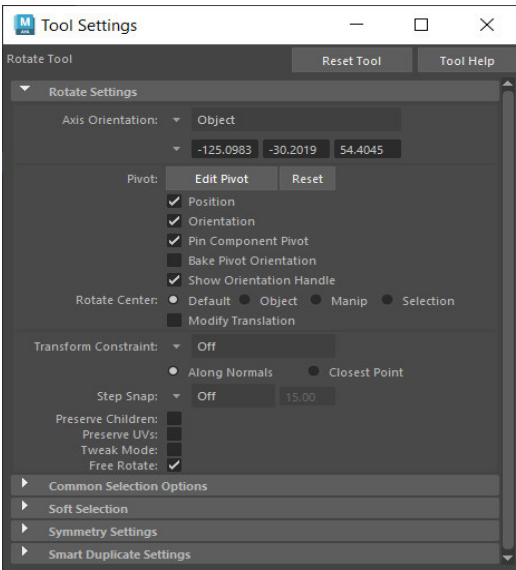 M Tool Settings
Rotate Tool Reset Tool Tool Help
Rotate Settings
Axis Orientation: Object
-125.0983 -30.2019 54.4045
Pivot: Edit Pivot Reset
Position
Orientation
Pin Component Pivot
Bake Pivot Orientation
Show Orientation Handle
Rotate Center: Default Object Manip Selection
Modify Translation
Transform Constraint: Off
Along Normals Closest Point
Step Snap: Off 15.00
Preserve Children:
Preserve UVs:
Tweak Mode:
Free Rotate:
Common Selection Options
Soft Selection
Symmetry Settings
Smart Duplicate Settings